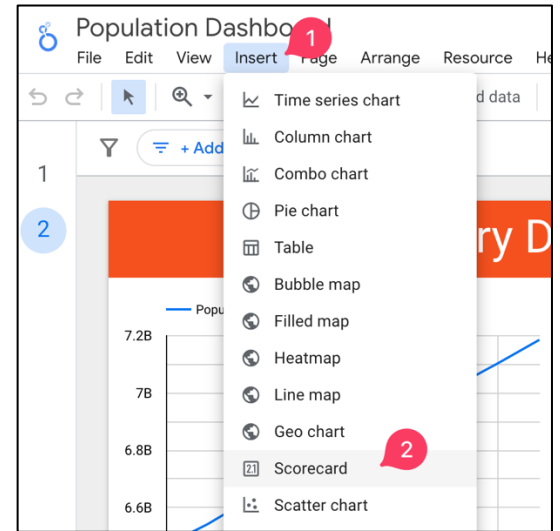 Population Dashbo
1
File Edit View Insert Page Arrange Resource He
d data
+ Add
1
2
Time series chart
Column chart
Combo chart
Pie chart
Table
Bubble map
Filled map
Heatmap
Line map
Geo chart
21 Scorecard
2
Scatter chart
ry D
Popu
7.2B
7B
6.8B
6.6B